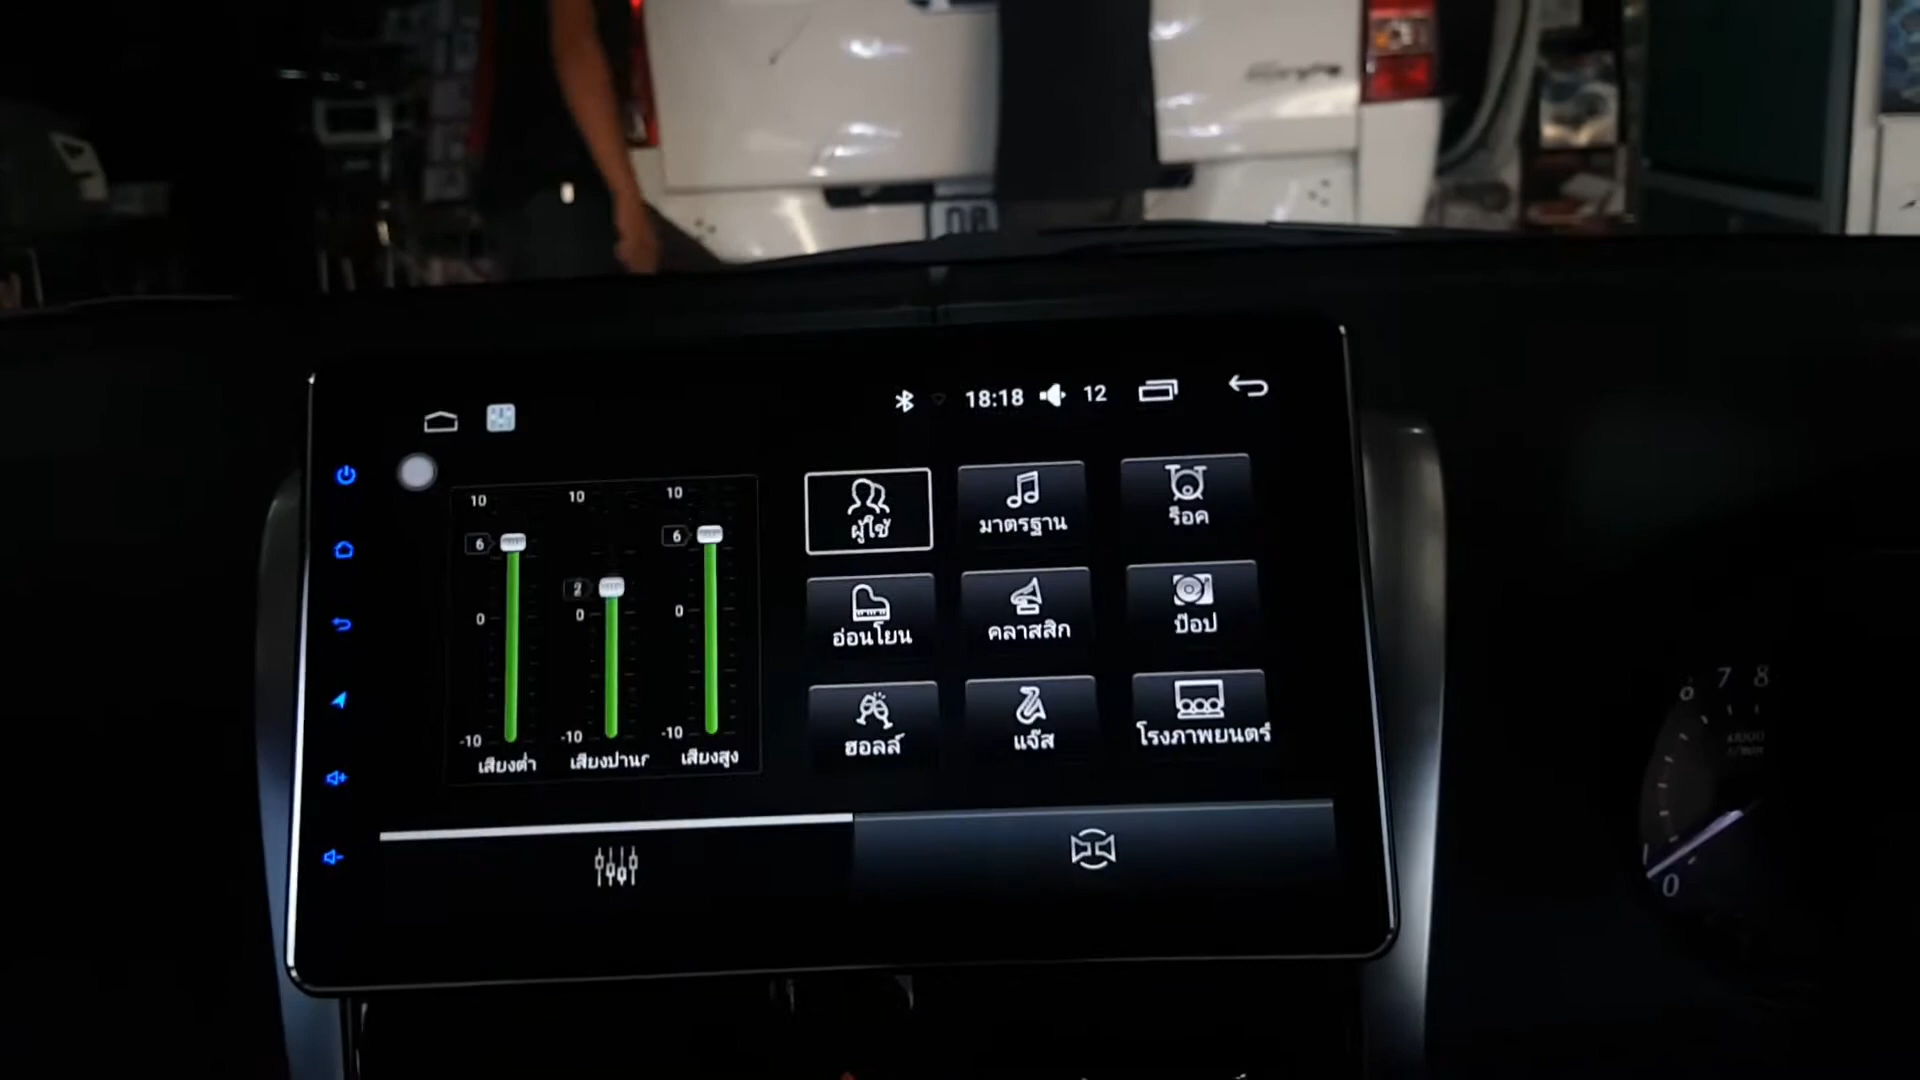 18:18 12
10 10 10
6 2 6
0 0 0
-10 -10 -10
เสียงต่ำ เสียงปานก เสียงสูง
ผู้ใช้ มาตรฐาน ร็อค
อ่อนโยน คลาสสิก ป๊อป
ฮอลล์ แจ๊ส โรงภาพยนตร์
6 7 8
0